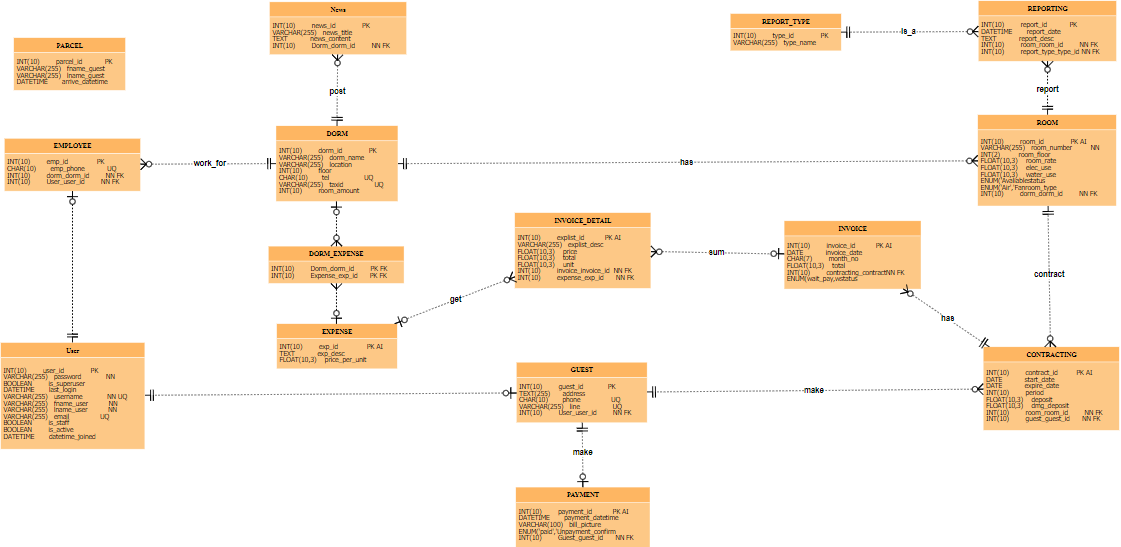 News
INT(10) news_id PK
VARCHAR(255) news_title
TEXT news_content
INT(10) Dorm_dorm_id NN FK
REPORT_TYPE
INT(10) type_id PK
VARCHAR(255) type_name
is_a
REPORTING
INT(10) report_id PK
DATETIME report_date
TEXT report_desc
INT(10) room_room_id NN FK
INT(10) report_type_type_id NN FK
PARCEL
INT(10) parcel_id PK
VARCHAR(255) fname_guest
VARCHAR(255) lname_guest
DATETIME arrive_datetime
post
report
EMPLOYEE
INT(10) emp_id PK
CHAR(10) emp_phone UQ
INT(10) dorm_dorm_id NN FK
INT(10) User_user_id NN FK
work_for
DORM
INT(10) dorm_id PK
VARCHAR(255) dorm_name
VARCHAR(255) location
INT(10) floor
CHAR(10) tel UQ
VARCHAR(255) taxid UQ
INT(10) room_amount
has
ROOM
INT(10) room_id PK AI
VARCHAR(255) room_number NN
INT(2) room_floor
FLOAT(10,3) room_rate
FLOAT(10,3) elec_use
FLOAT(10,3) water_use
ENUM('Availablestatus
ENUM('Air','Fanroom_type
INT(10) dorm_dorm_id NN FK
DORM_EXPENSE
INT(10) Dorm_dorm_id PK FK
INT(10) Expense_exp_id PK FK
INVOICE_DETAIL
INT(10) explist_id PK AI
VARCHAR(255) explist_desc
FLOAT(10,3) price
FLOAT(10,3) total
FLOAT(10,3) unit
INT(10) invoice_invoice_id NN FK
INT(10) expense_exp_id NN FK
sum
INVOICE
INT(10) invoice_id PK AI
DATE invoice_date
CHAR(7) month_no
FLOAT(10,3) total
INT(10) contracting_contractNN FK
ENUM(wait_pay,wstatus
get
contract
has
EXPENSE
INT(10) exp_id PK AI
TEXT exp_desc
FLOAT(10,3) price_per_unit
User
INT(10) user_id PK
VARCHAR(255) password NN
BOOLEAN is_superuser
DATETIME last_login
VARCHAR(255) username NN UQ
VARCHAR(255) fname_user NN
VARCHAR(255) lname_user NN
VARCHAR(255) email UQ
BOOLEAN is_staff
BOOLEAN is_active
DATETIME datetime_joined
GUEST
INT(10) guest_id PK
TEXT(255) address
CHAR(10) phone UQ
VARCHAR(255) line UQ
INT(10) User_user_id NN FK
make
CONTRACTING
INT(10) contract_id PK AI
DATE start_date
DATE expire_date
INT(10) period
FLOAT(10,3) deposit
FLOAT(10,3) dmg_deposit
INT(10) room_room_id NN FK
INT(10) guest_guest_id NN FK
make
PAYMENT
INT(10) payment_id PK AI
DATETIME payment_datetime
VARCHAR(100) bill_picture
ENUM('paid','Unpayment_confirm
INT(10) Guest_guest_id NN FK